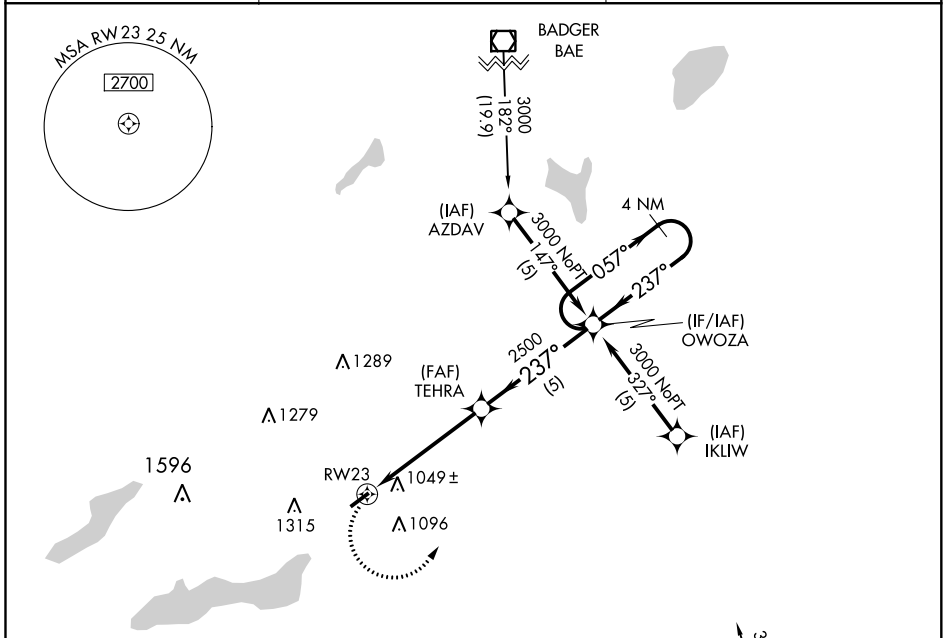 MSA RW23 25 NM
2700
BADGER
BAE
3000
182°
(19.9)
(IAF)
AZDAV
3000 NoPT
147°
(5)
4 NM
057°
237°
(IF/IAF)
OWOZA
2500
237°
(5)
(FAF)
TEHRA
3000 NoPT
327°
(5)
(IAF)
IKLIW
1289
1279
1596
1315
RW23
1049±
1096
3